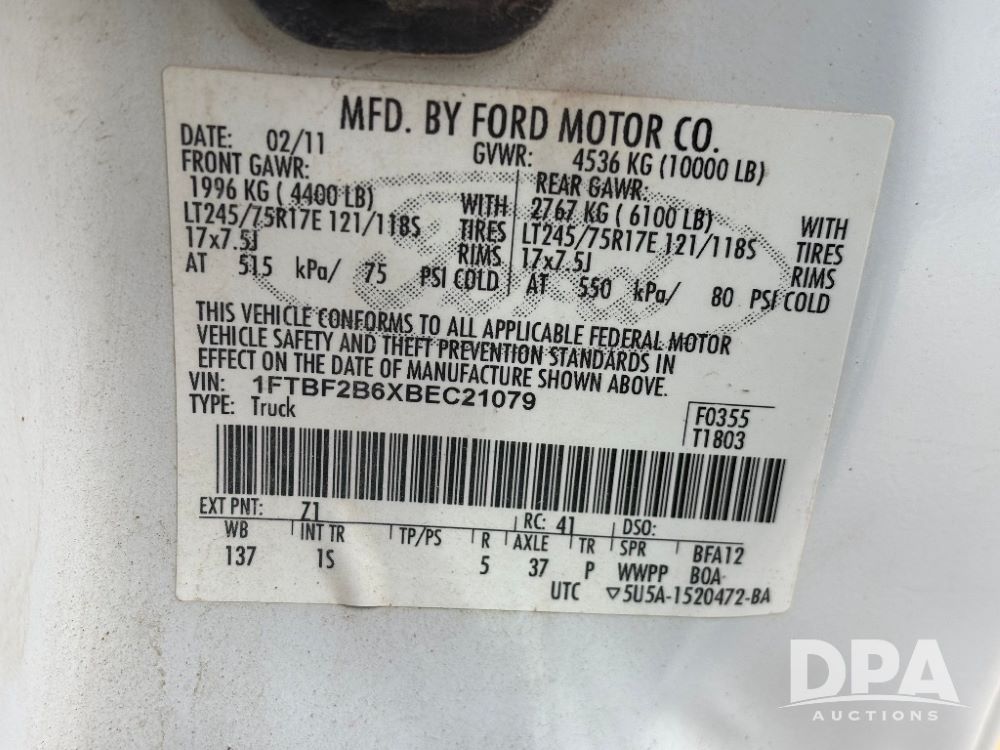 MFD. BY FORD MOTOR CO.
DATE: 02/11 GVWR: 4536 KG (10000 LB)
FRONT GAWR: REAR GAWR:
1996 KG ( 4400 LB) WITH 2767 KG ( 6100 LB) WITH
LT245/75R17E 121/118S TIRES LT245/75R17E 121/118S TIRES
17x7.5J RIMS 17x7.5J RIMS
AT 515 kPa/ 75 PSI COLD AT 550 kPa/ 80 PSI COLD
Ford
THIS VEHICLE CONFORMS TO ALL APPLICABLE FEDERAL MOTOR
VEHICLE SAFETY AND THEFT PREVENTION STANDARDS IN
EFFECT ON THE DATE OF MANUFACTURE SHOWN ABOVE.
VIN: 1FTBF2B6XBEC21079
TYPE: Truck
F0355
T1803
EXT PNT: Z1 RC: 41 DSO:
WB INT TR TP/PS R AXLE TR SPR BFA12
137 1S 5 37 P WWPP BOA
UTC ▽5U5A-1520472-BA
DPA
AUCTIONS